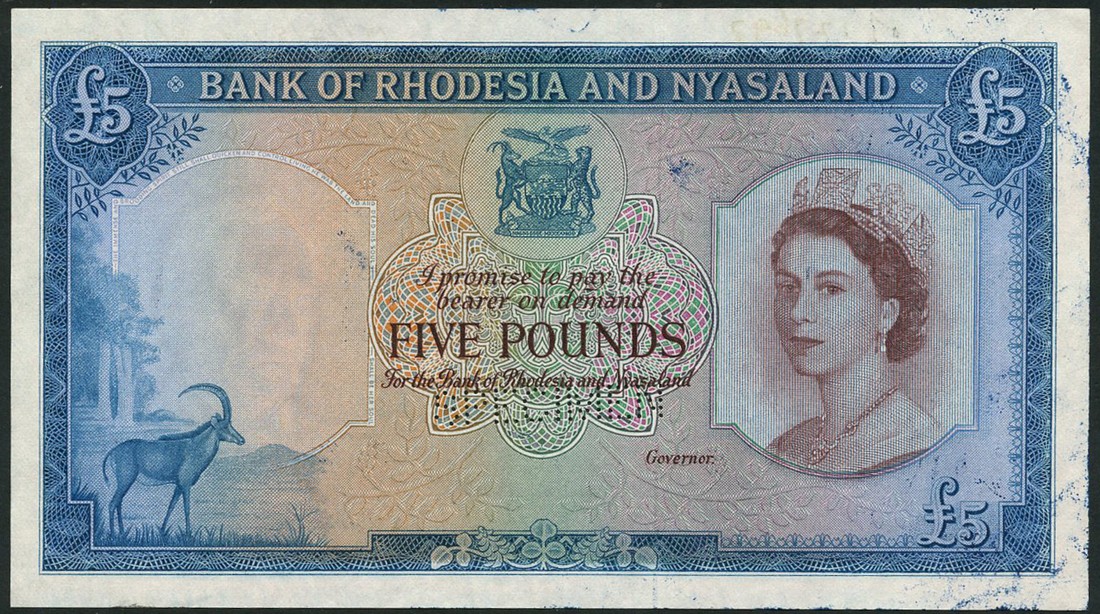 BANK OF RHODESIA AND NYASALAND
£5
£5
I promise to pay the
bearer on demand
FIVE POUNDS
For the Bank of Rhodesia and Nyasaland
Governor.
£5